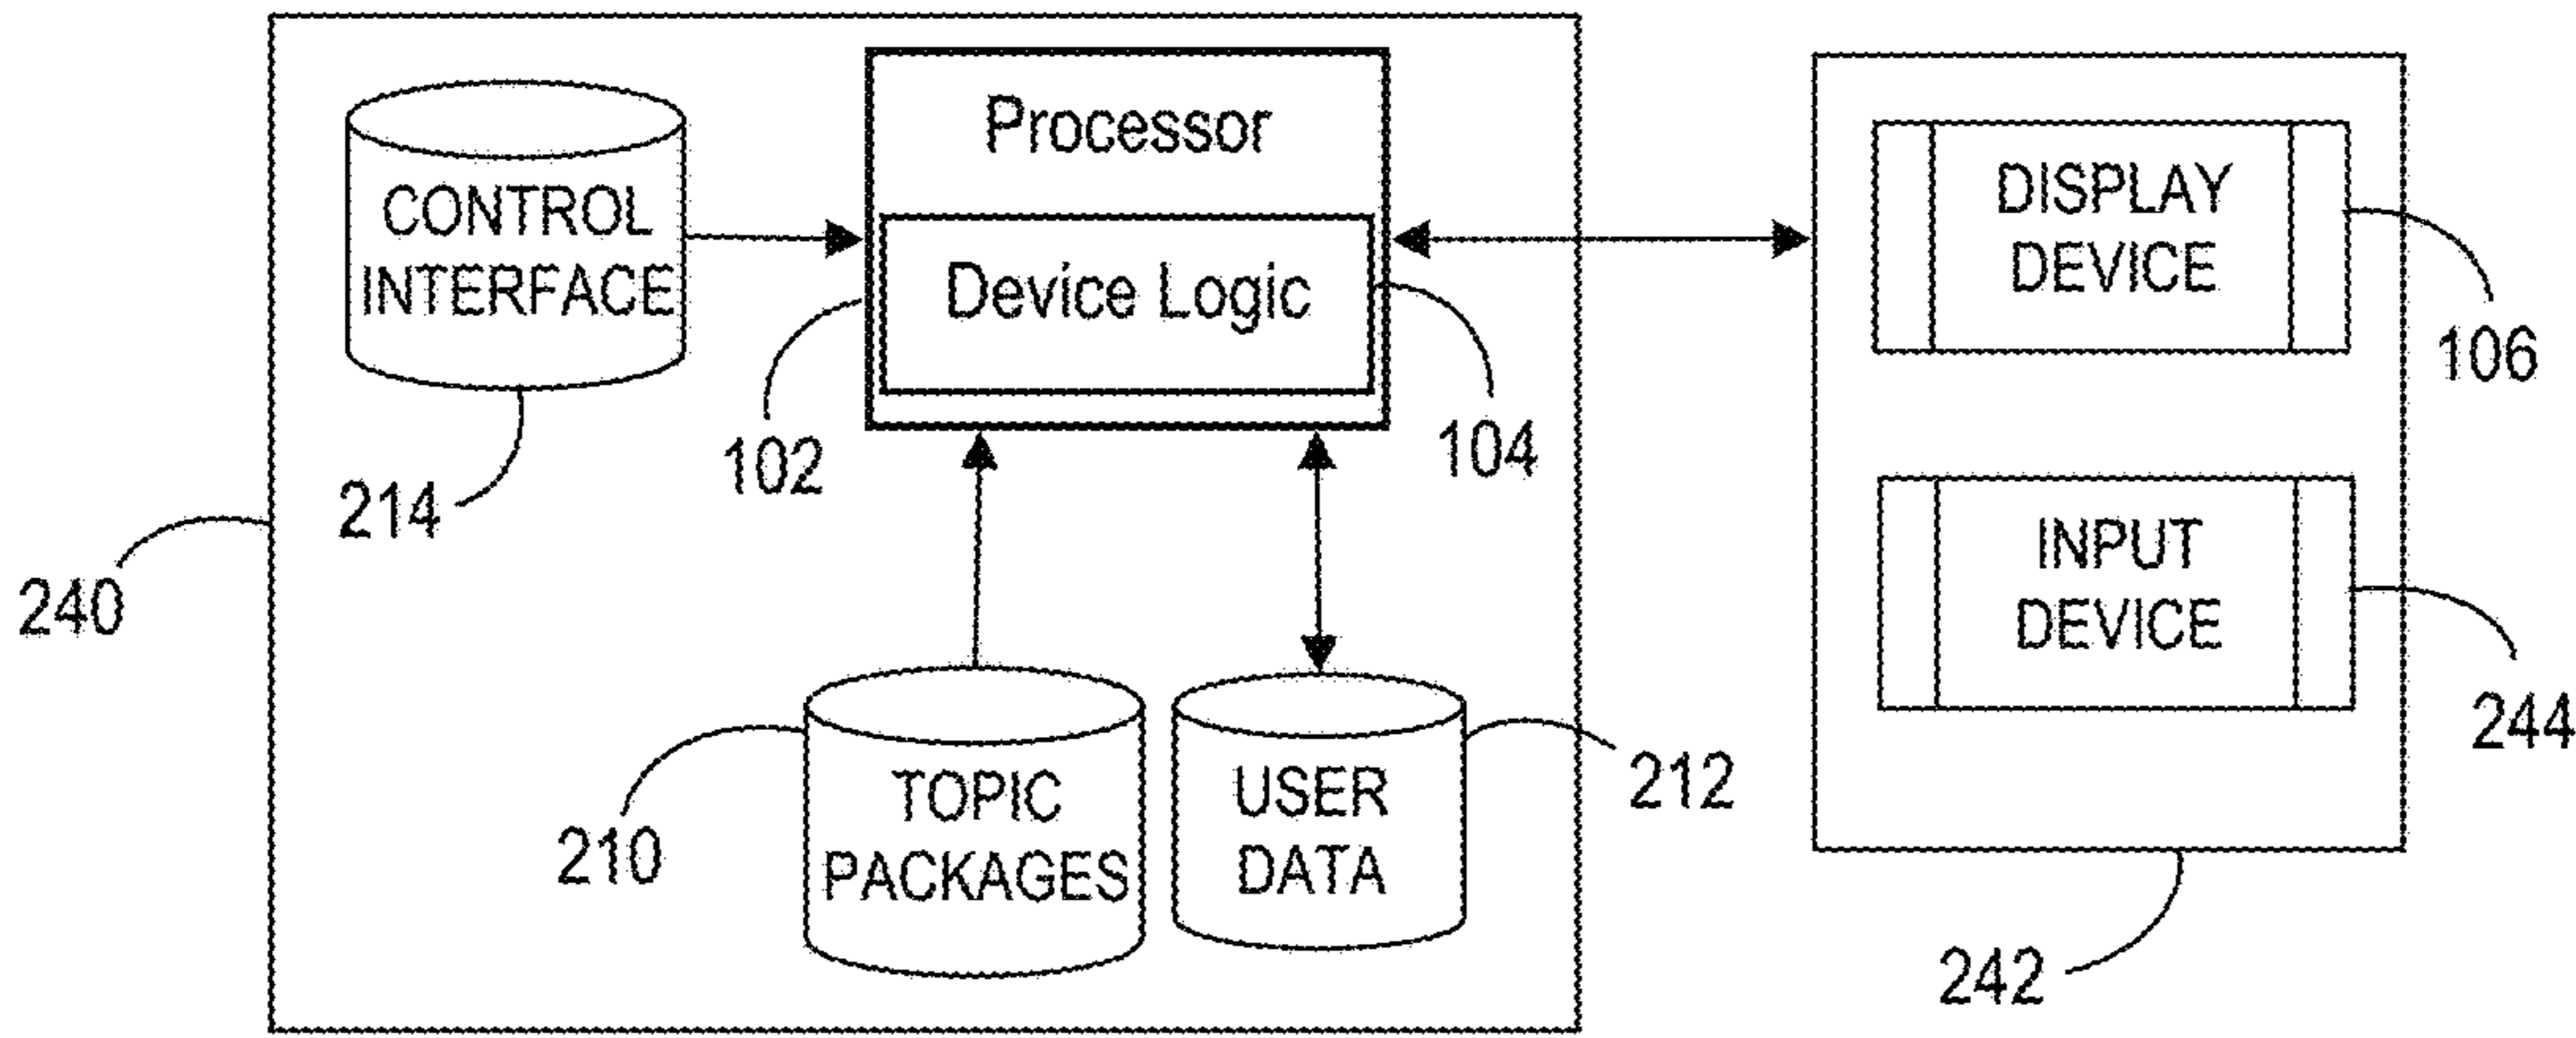 Processor
CONTROL
INTERFACE
Device Logic
DISPLAY
DEVICE
106
102
104
214
240
INPUT
DEVICE
244
TOPIC
PACKAGES
210
USER
DATA
212
242